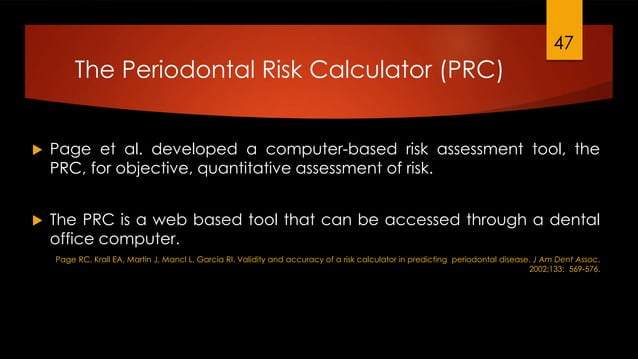 47
The Periodontal Risk Calculator (PRC)
Page et al. developed a computer-based risk assessment tool, the
PRC, for objective, quantitative assessment of risk.
The PRC is a web based tool that can be accessed through a dental
office computer.
Page RC, Krall EA, Martin J, Mancl L, Garcia RI. Validity and accuracy of a risk calculator in predicting periodontal disease. J Am Dent Assoc.
2002;133: 569-576.